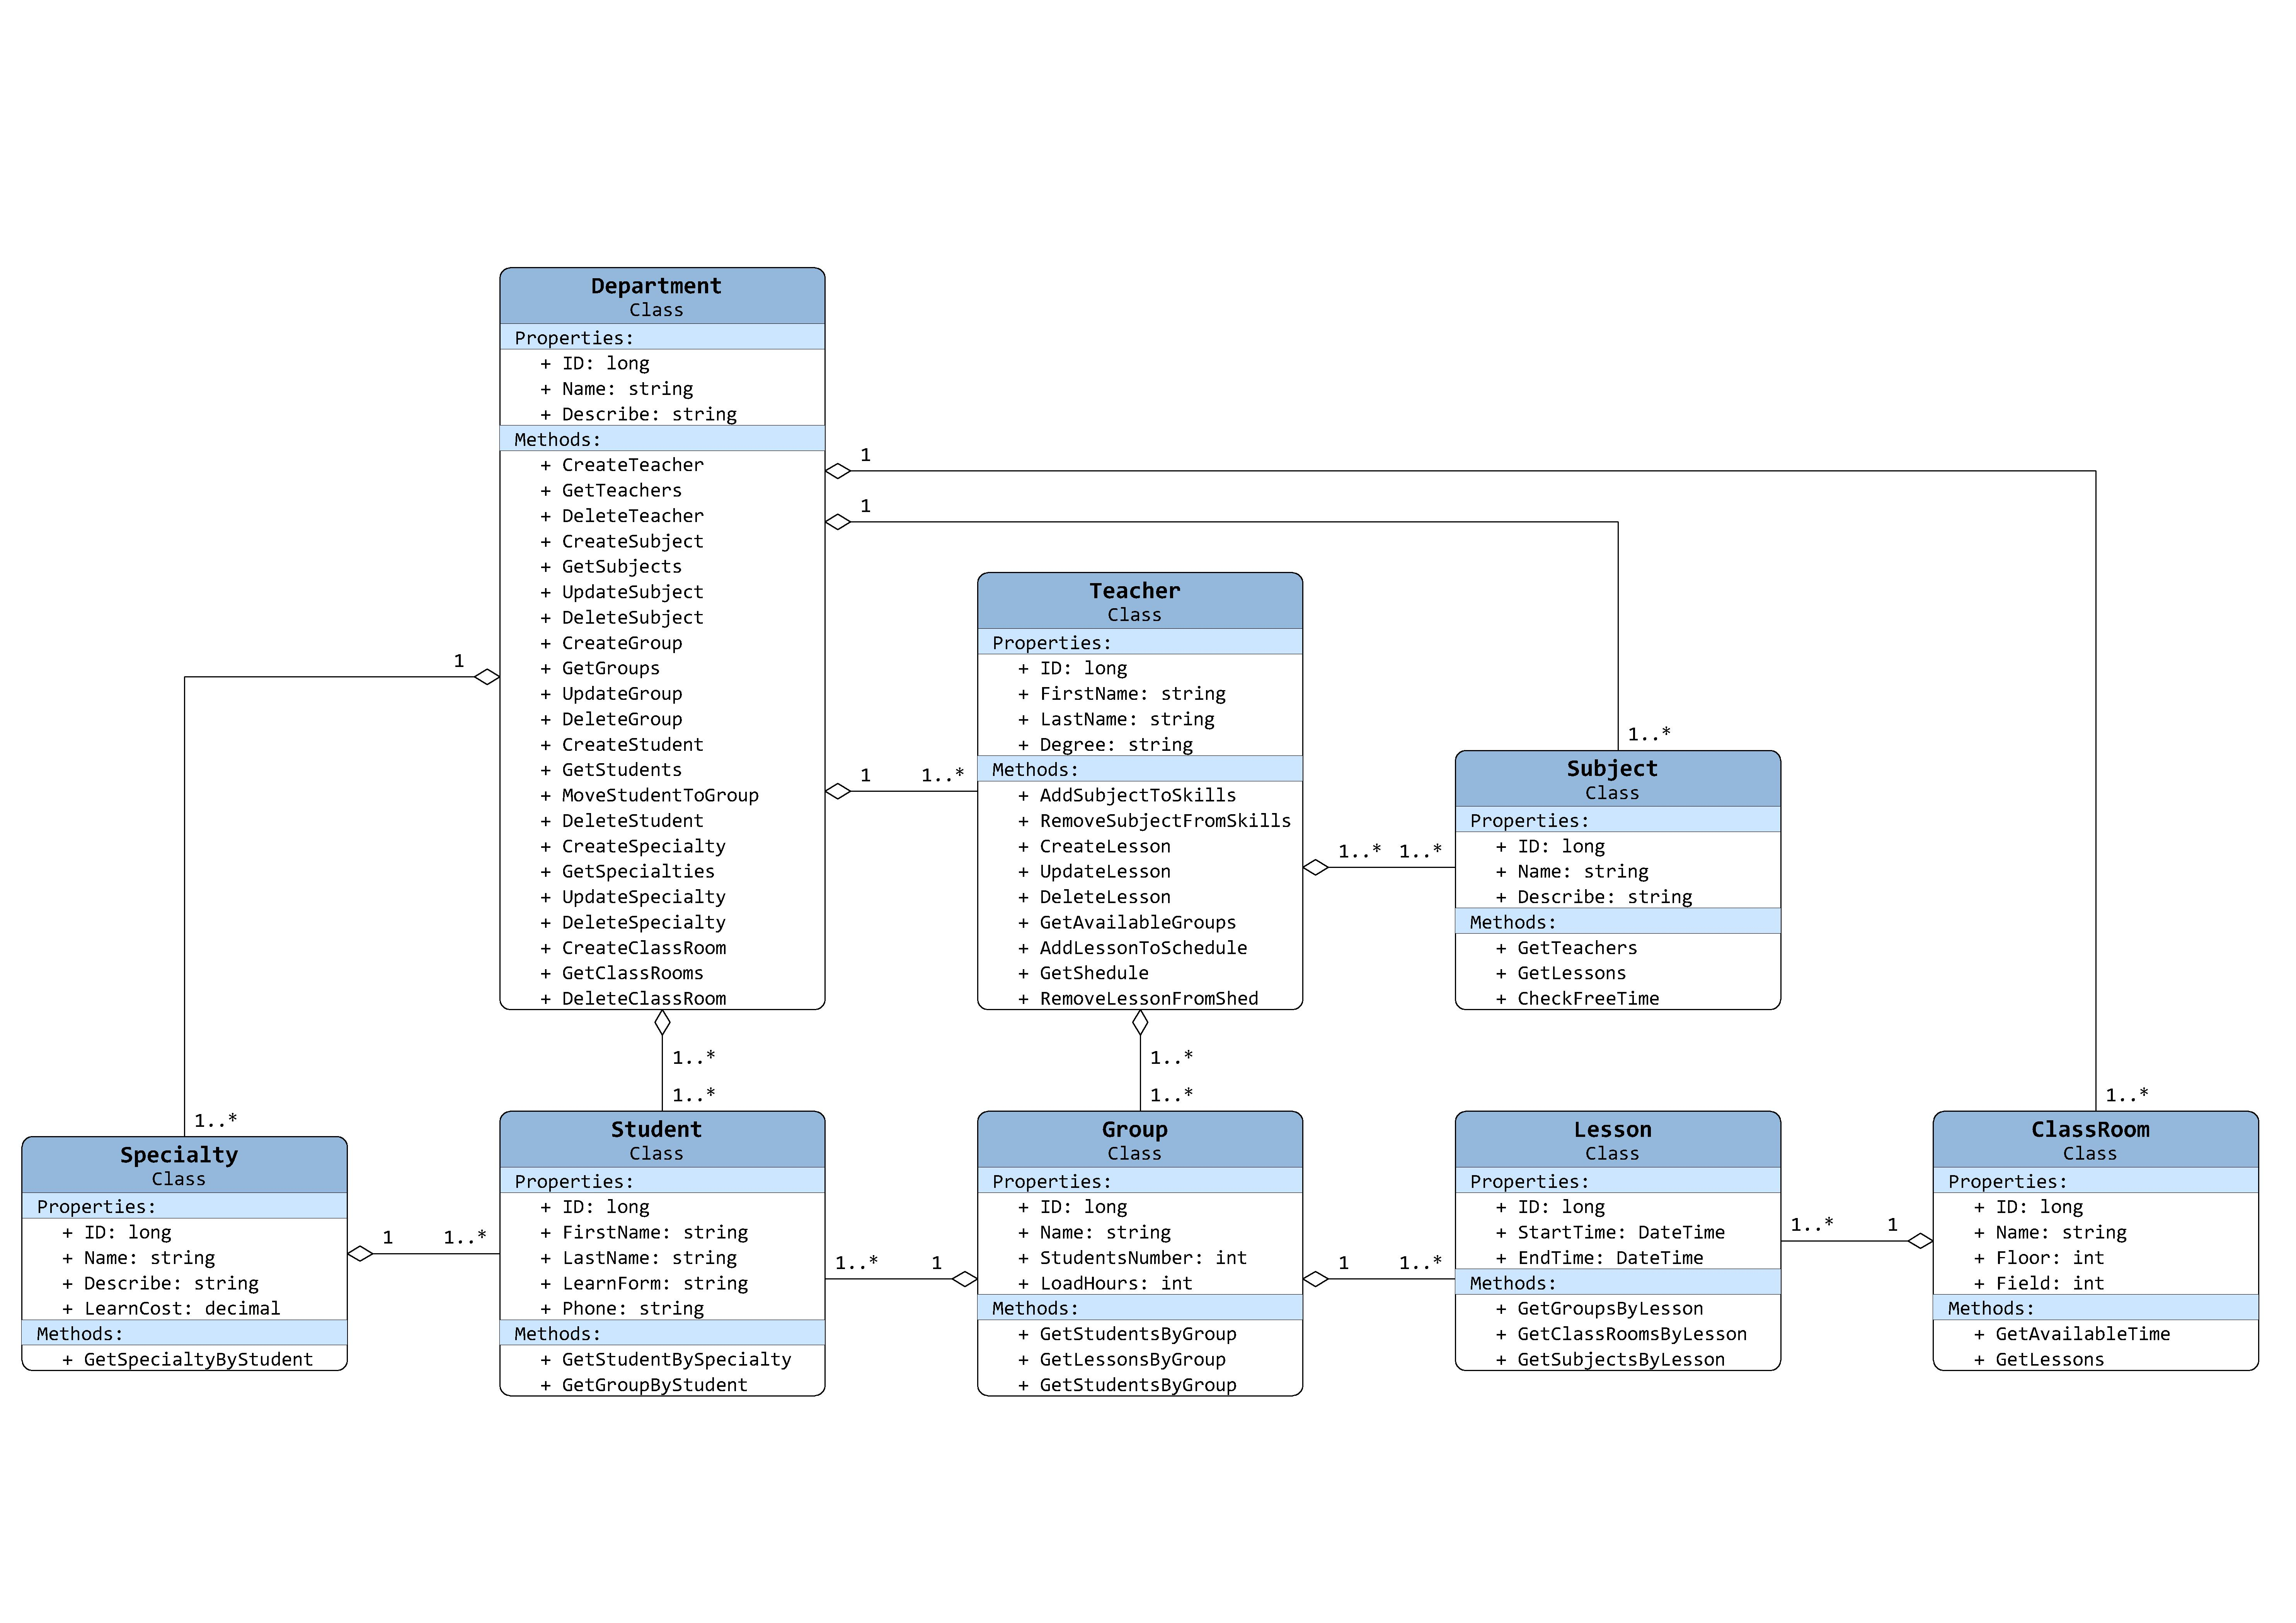 Department
Class
Properties:
+ ID: long
+ Name: string
+ Describe: string
Methods:
+ CreateTeacher
+ GetTeachers
+ DeleteTeacher
+ CreateSubject
+ GetSubjects
+ UpdateSubject
+ DeleteSubject
+ CreateGroup
+ GetGroups
+ UpdateGroup
+ DeleteGroup
+ CreateStudent
+ GetStudents
+ MoveStudentToGroup
+ DeleteStudent
+ CreateSpecialty
+ GetSpecialties
+ UpdateSpecialty
+ DeleteSpecialty
+ CreateClassRoom
+ GetClassRooms
+ DeleteClassRoom
1
1
1
1 1..*
1..*
1..*
Teacher
Class
Properties:
+ ID: long
+ FirstName: string
+ LastName: string
+ Degree: string
Methods:
+ AddSubjectToSkills
+ RemoveSubjectFromSkills
+ CreateLesson
+ UpdateLesson
+ DeleteLesson
+ GetAvailableGroups
+ AddLessonToSchedule
+ GetShedule
+ RemoveLessonFromShed
1..* 1..*
1..*
1..*
1..*
Subject
Class
Properties:
+ ID: long
+ Name: string
+ Describe: string
Methods:
+ GetTeachers
+ GetLessons
+ CheckFreeTime
1..*
Specialty
Class
Properties:
+ ID: long
+ Name: string
+ Describe: string
+ LearnCost: decimal
Methods:
+ GetSpecialtyByStudent
1 1..*
Student
Class
Properties:
+ ID: long
+ FirstName: string
+ LastName: string
+ LearnForm: string
+ Phone: string
Methods:
+ GetStudentBySpecialty
+ GetGroupByStudent
1..* 1
Group
Class
Properties:
+ ID: long
+ Name: string
+ StudentsNumber: int
+ LoadHours: int
Methods:
+ GetStudentsByGroup
+ GetLessonsByGroup
+ GetStudentsByGroup
1 1..*
Lesson
Class
Properties:
+ ID: long
+ StartTime: DateTime
+ EndTime: DateTime
Methods:
+ GetGroupsByLesson
+ GetClassRoomsByLesson
+ GetSubjectsByLesson
1..* 1
1..*
ClassRoom
Class
Properties:
+ ID: long
+ Name: string
+ Floor: int
+ Field: int
Methods:
+ GetAvailableTime
+ GetLessons